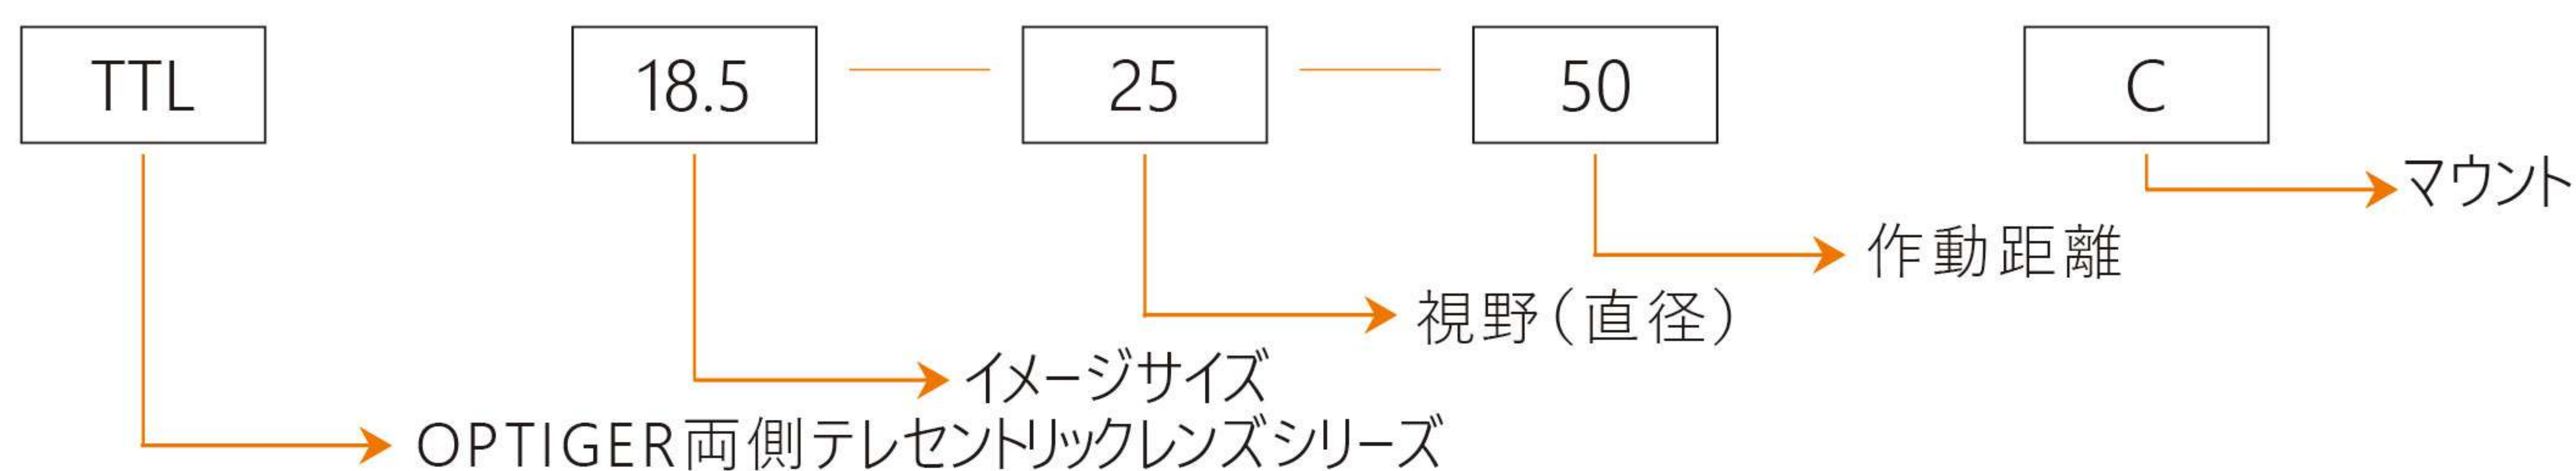 TTL 18.5 25 50 C
マウント
作動距離
視野(直径)
イメージサイズ
OPTIGER両側テレセントリックレンズシリーズ